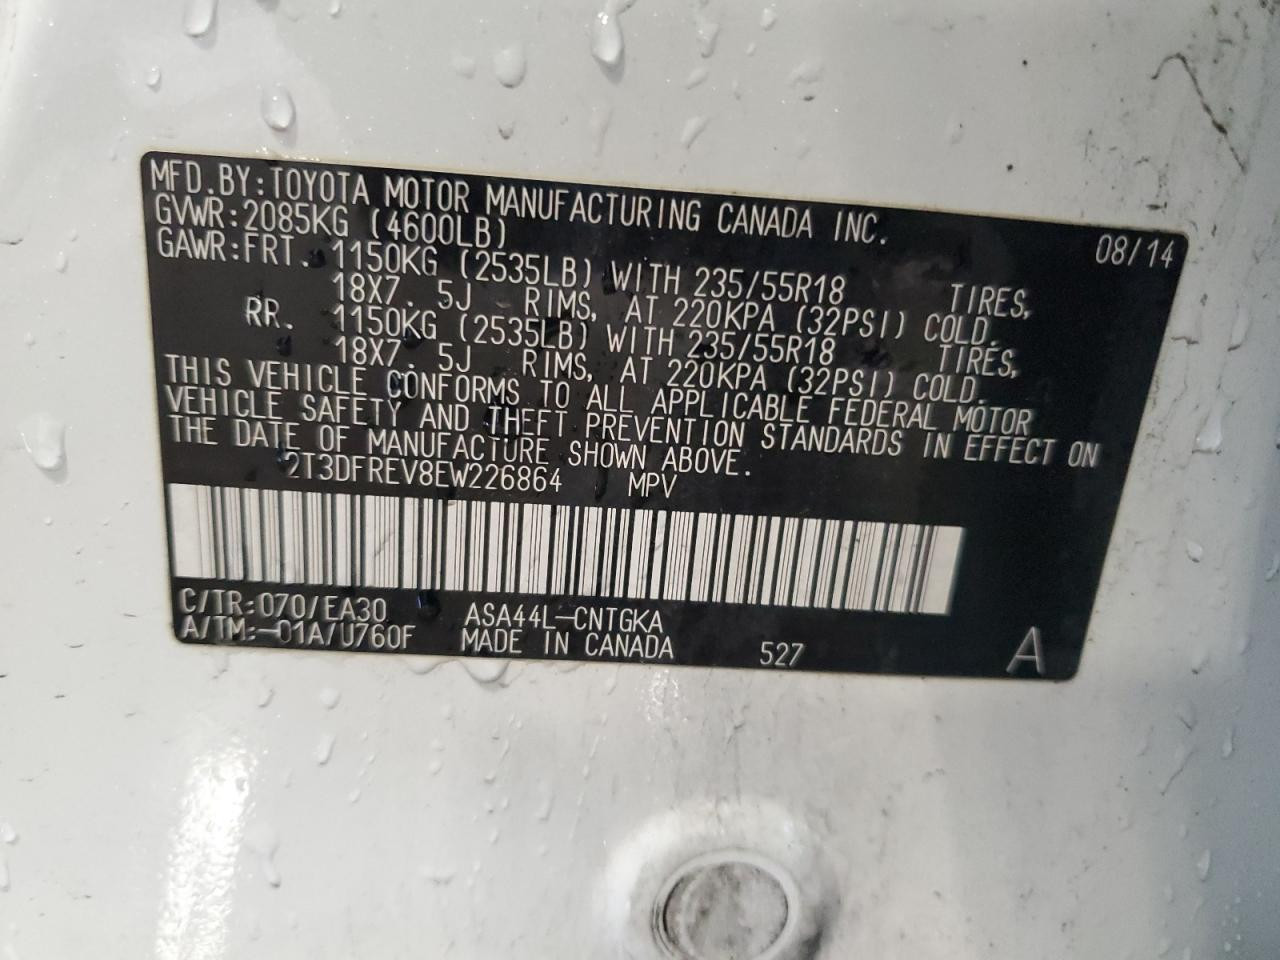 MFD.BY:TOYOTA MOTOR MANUFACTURING CANADA INC. 08/14
GVWR:2085KG (4600LB)
GAWR:FRT. 1150KG (2535LB) WITH 235/55R18 TIRES,
18X7. 5J RIMS, AT 220KPA (32PSI) COLD.
RR. 1150KG (2535LB) WITH 235/55R18 TIRES,
18X7. 5J RIMS, AT 220KPA (32PSI) COLD.
THIS VEHICLE CONFORMS TO ALL APPLICABLE FEDERAL MOTOR
VEHICLE SAFETY AND THEFT PREVENTION STANDARDS IN EFFECT ON
THE DATE OF MANUFACTURE SHOWN ABOVE.
2T3DFREV8EW226864 MPV
C/TR:070/EA30 ASA44L-CNTGKA
A/TM:-01A/U760F MADE IN CANADA 527 A